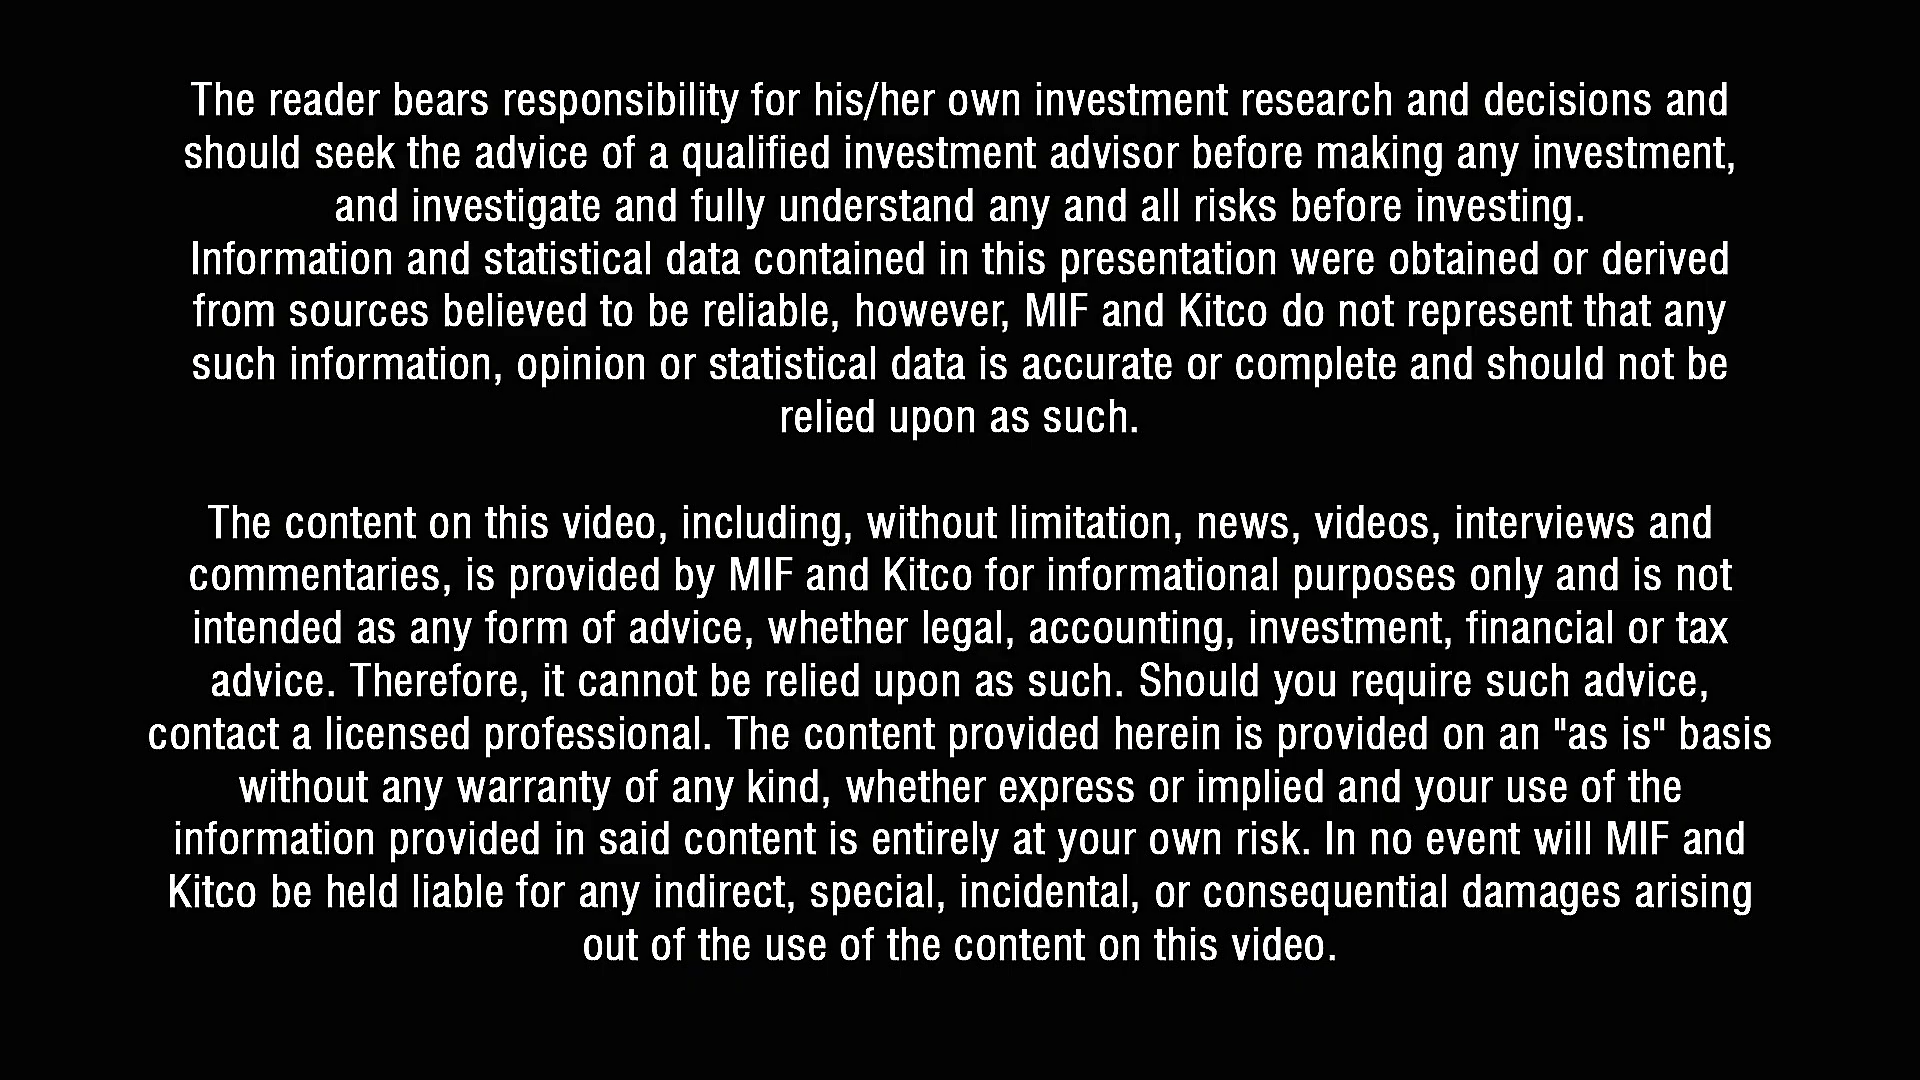 The reader bears responsibility for his/her own investment research and decisions and
should seek the advice of a qualified investment advisor before making any investment,
and investigate and fully understand any and all risks before investing.
Information and statistical data contained in this presentation were obtained or derived
from sources believed to be reliable, however, MIF and Kitco do not represent that any
such information, opinion or statistical data is accurate or complete and should not be
relied upon as such.
The content on this video, including, without limitation, news, videos, interviews and
commentaries, is provided by MIF and Kitco for informational purposes only and is not
intended as any form of advice, whether legal, accounting, investment, financial or tax
advice. Therefore, it cannot be relied upon as such. Should you require such advice,
contact a licensed professional. The content provided herein is provided on an "as is" basis
without any warranty of any kind, whether express or implied and your use of the
information provided in said content is entirely at your own risk. In no event will MIF and
Kitco be held liable for any indirect, special, incidental, or consequential damages arising
out of the use of the content on this video.